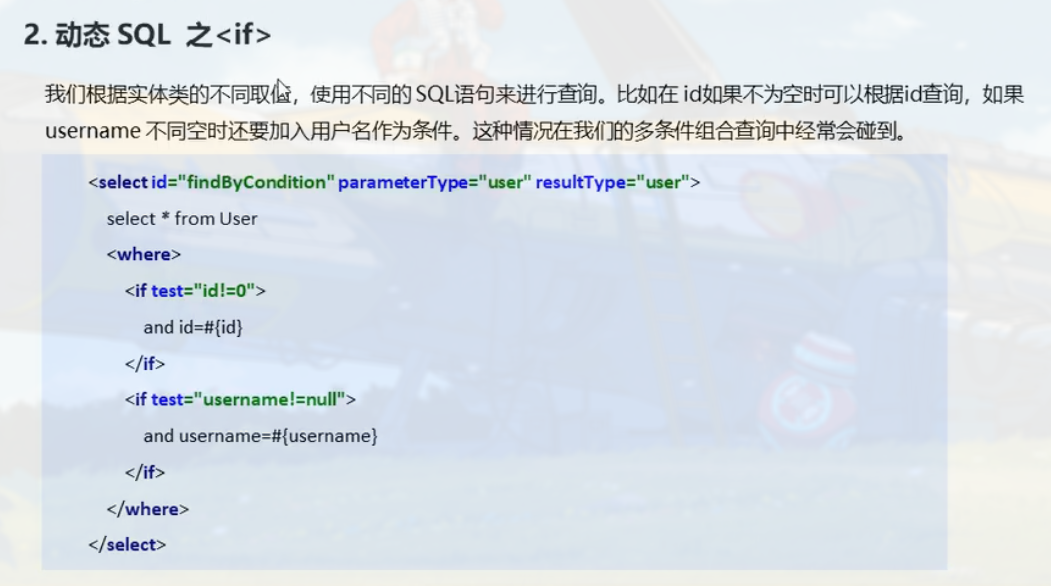 2. 动态 SQL 之<if>
我们根据实体类的不同取值，使用不同的 SQL语句来进行查询。比如在 id如果不为空时可以根据id查询，如果
username 不同空时还要加入用户名作为条件。这种情况在我们的多条件组合查询中经常会碰到。
<select id="findByCondition" parameterType="user" resultType="user">
select * from User
<where>
<if test="id!=0">
and id=#{id}
</if>
<if test="username!=null">
and username=#{username}
</if>
</where>
</select>